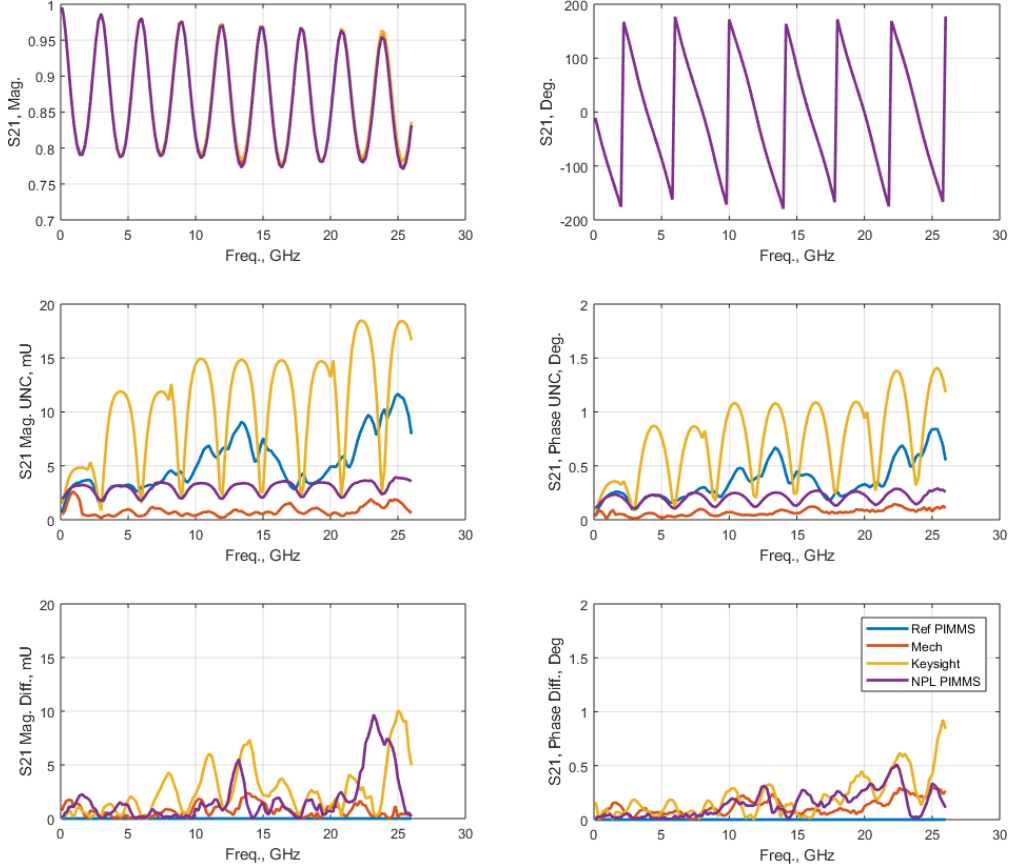 S21, Mag.
1
0.95
0.9
0.85
0.8
0.75
0.7
0 5 10 15 20 25 30
Freq., GHz
S21, Deg.
200
100
0
-100
-200
0 5 10 15 20 25 30
Freq., GHz
S21 Mag. UNC, mU
20
15
10
5
0
0 5 10 15 20 25 30
Freq., GHz
S21, Phase UNC, Deg.
2
1.5
1
0.5
0
0 5 10 15 20 25 30
Freq., GHz
S21 Mag. Diff., mU
20
15
10
5
0
0 5 10 15 20 25 30
Freq., GHz
S21, Phase Diff., Deg
2
1.5
1
0.5
0
0 5 10 15 20 25 30
Freq., GHz
Ref PIMMS
Mech
Keysight
NPL PIMMS